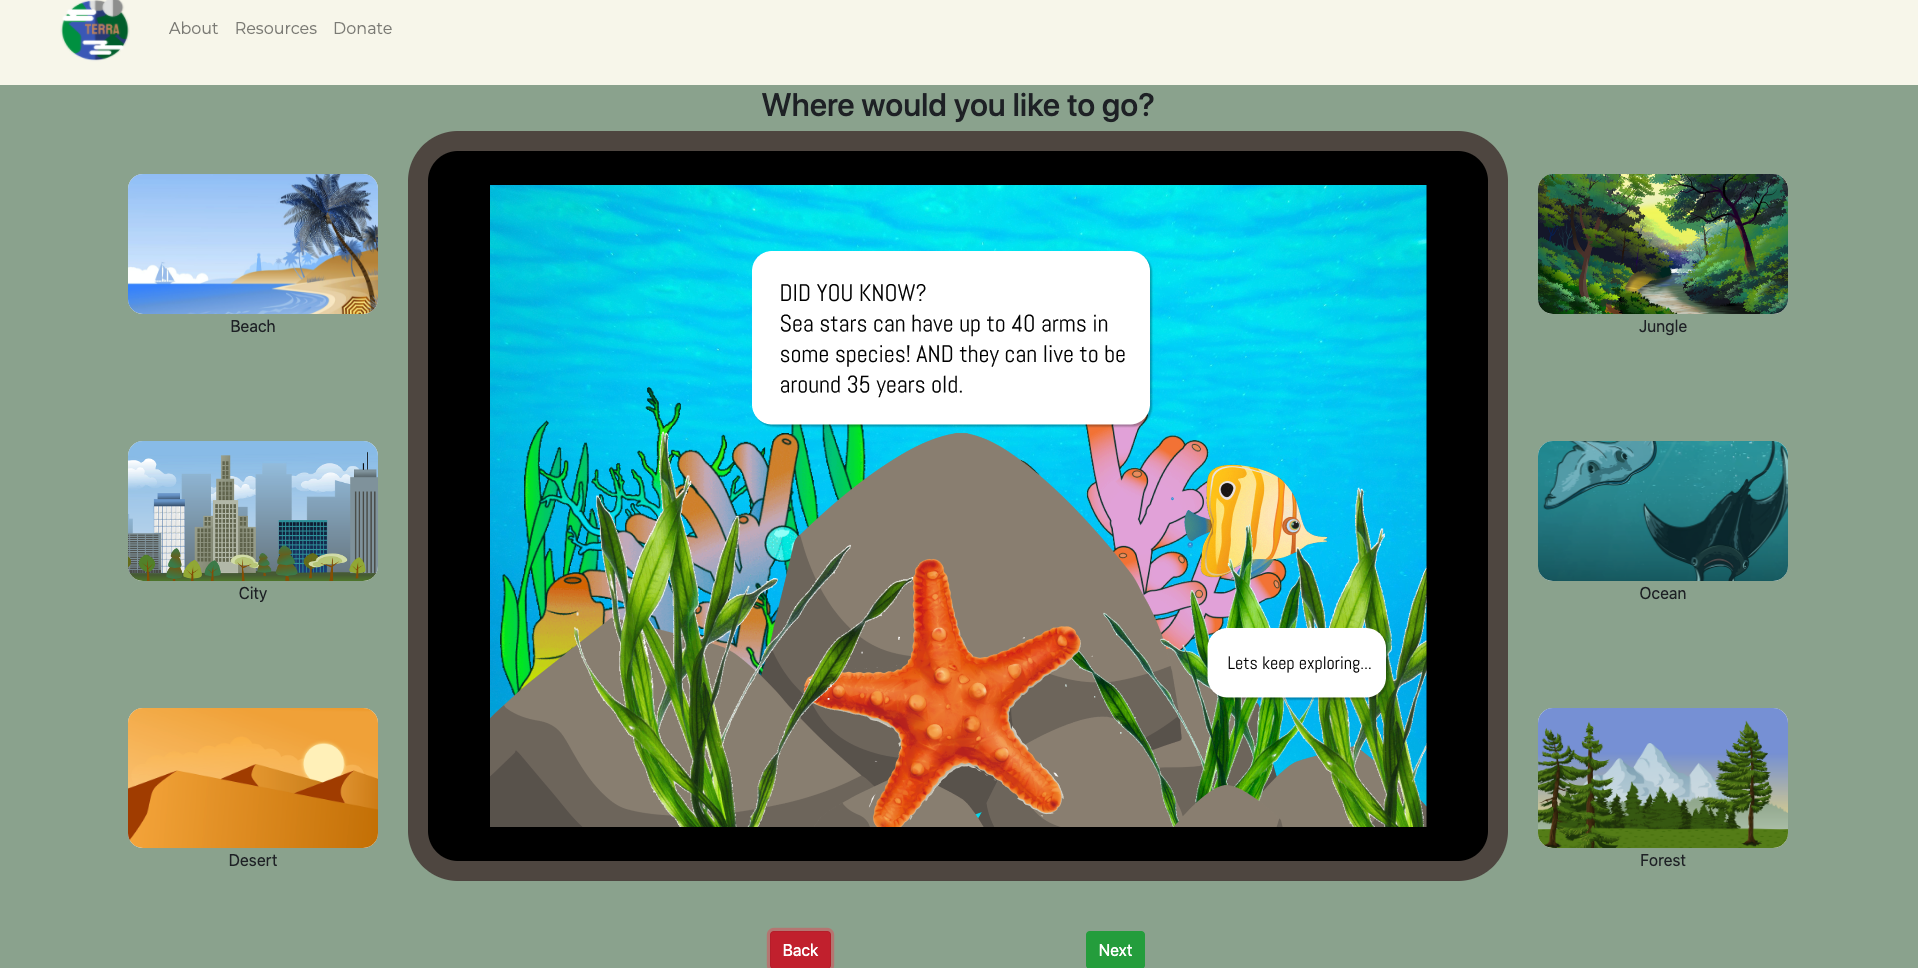 TERRA
About Resources Donate
Where would you like to go?
Beach
City
Desert
DID YOU KNOW?
Sea stars can have up to 40 arms in
some species! AND they can live to be
around 35 years old.
Lets keep exploring...
Jungle
Ocean
Forest
Back
Next